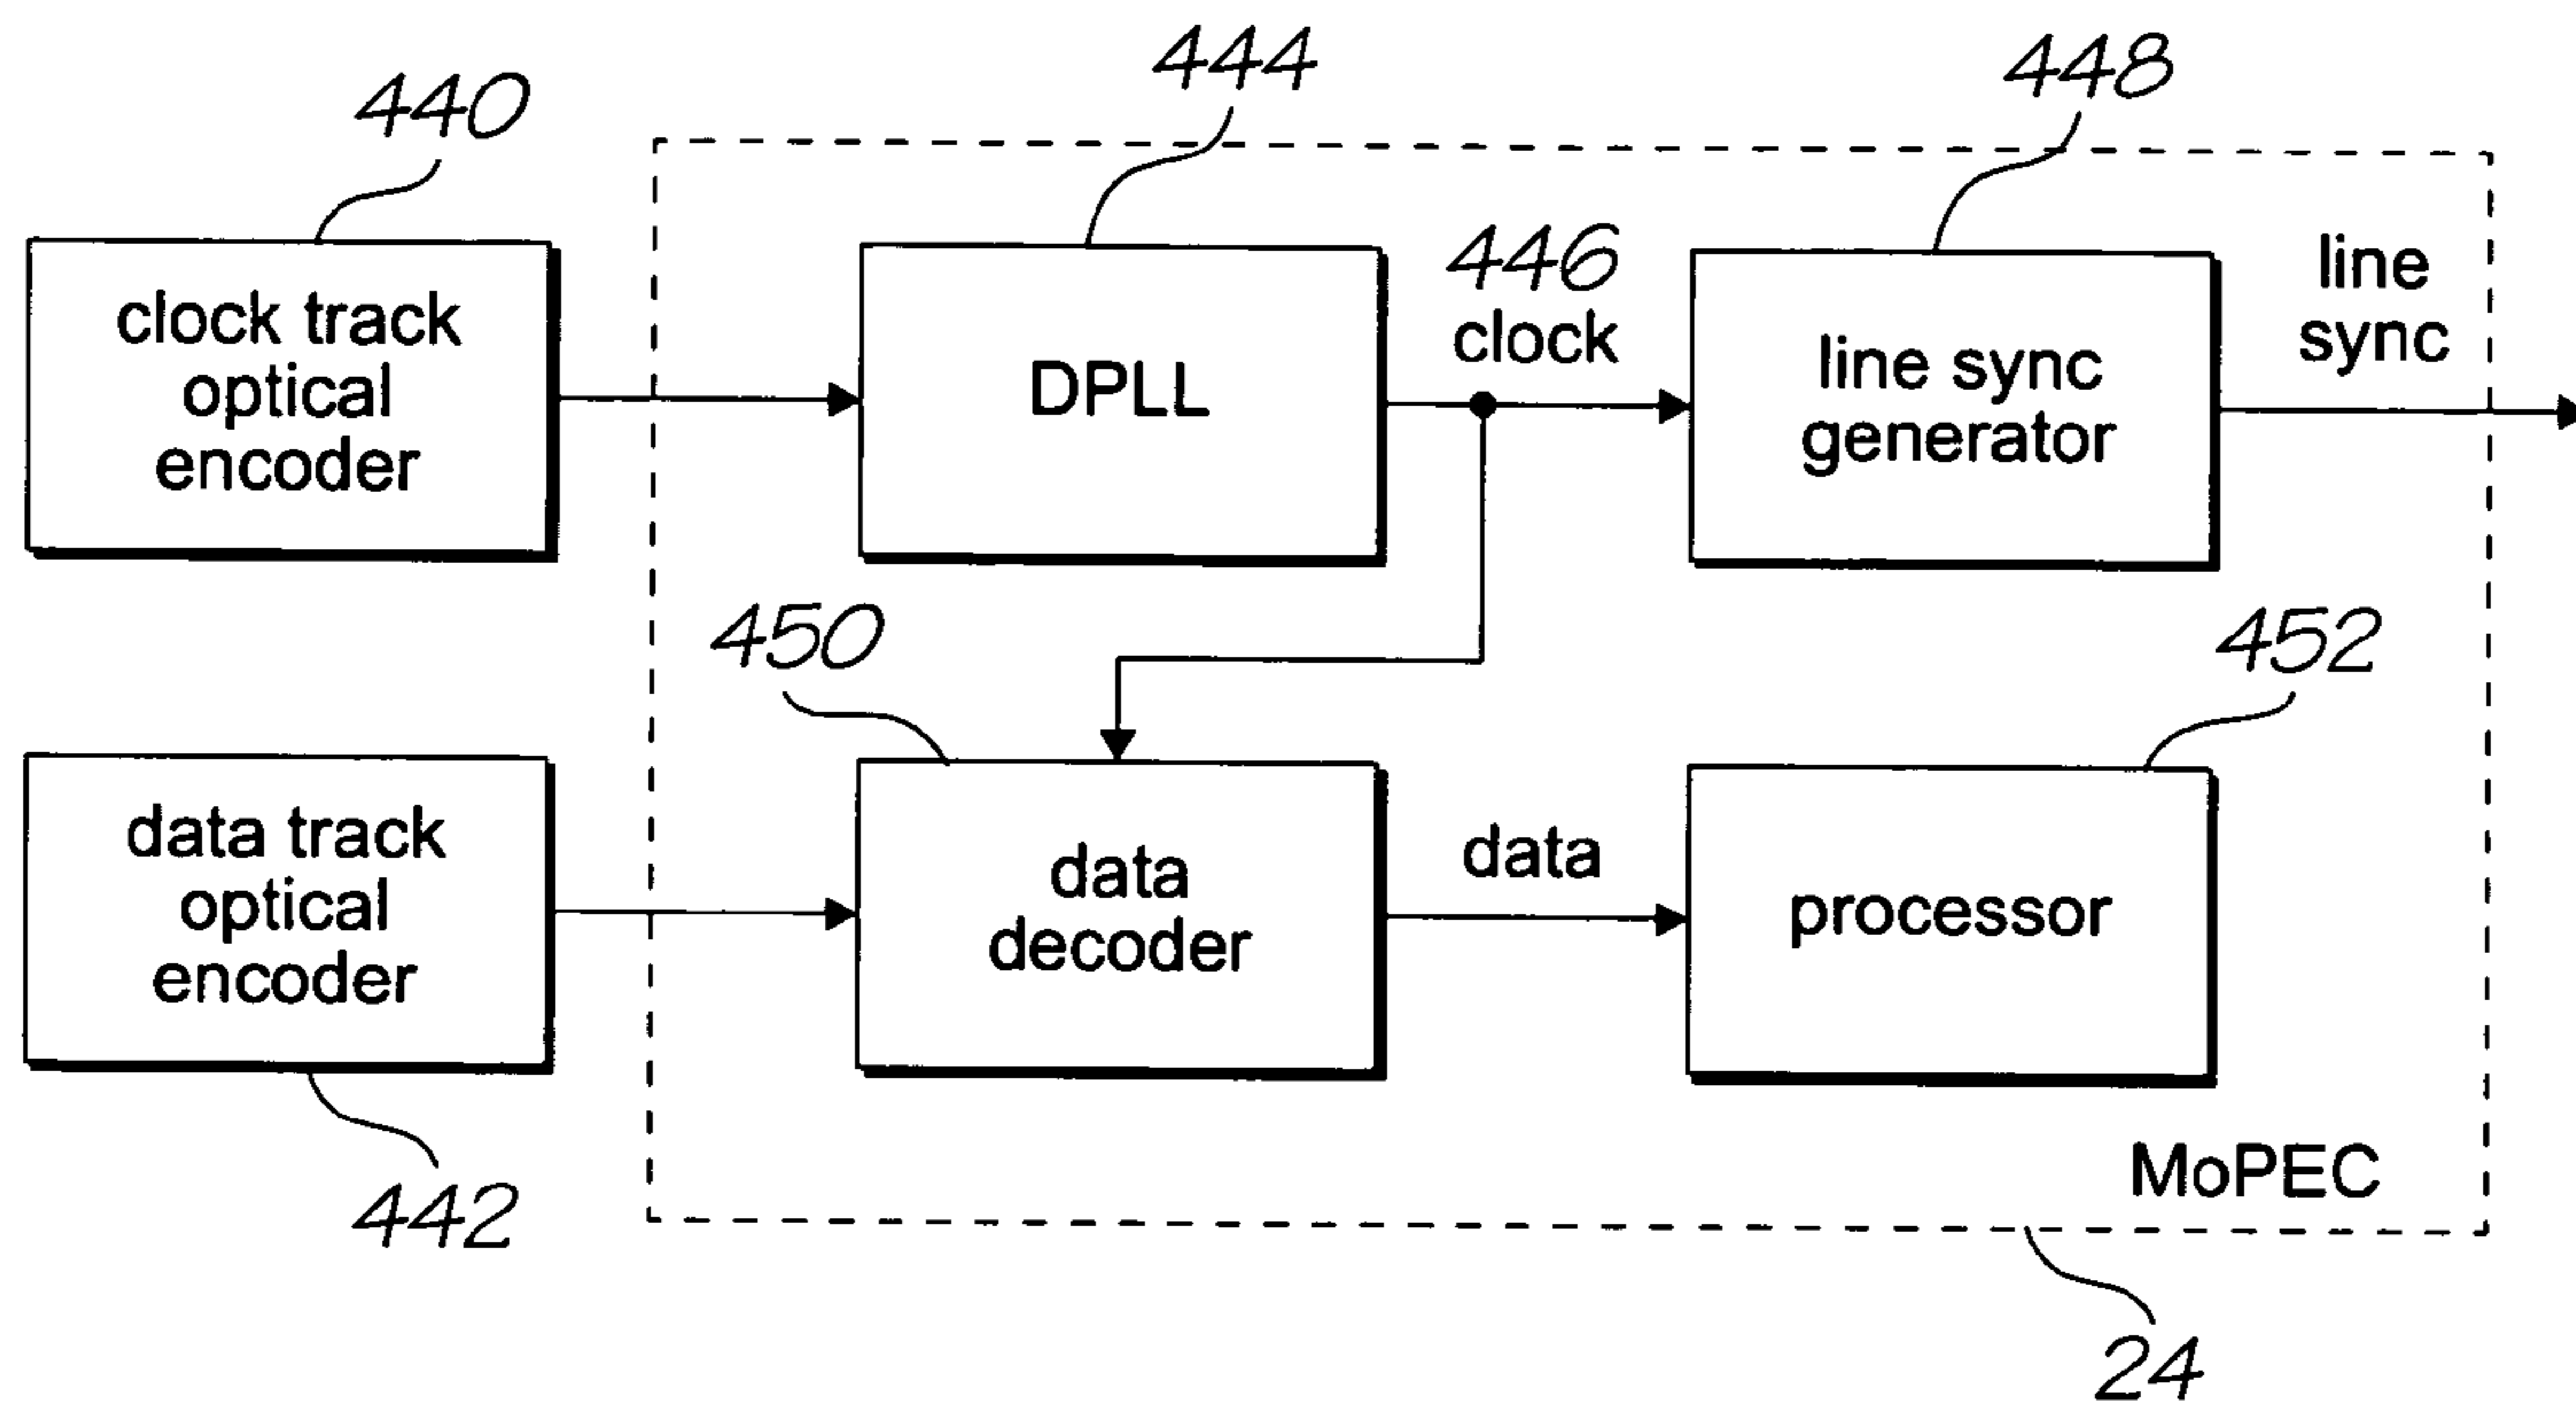 440
444
448
clock track
optical
encoder
DPLL
446
clock
line sync
generator
line
sync
450
452
data track
optical
encoder
data
decoder
data
processor
MoPEC
442
24